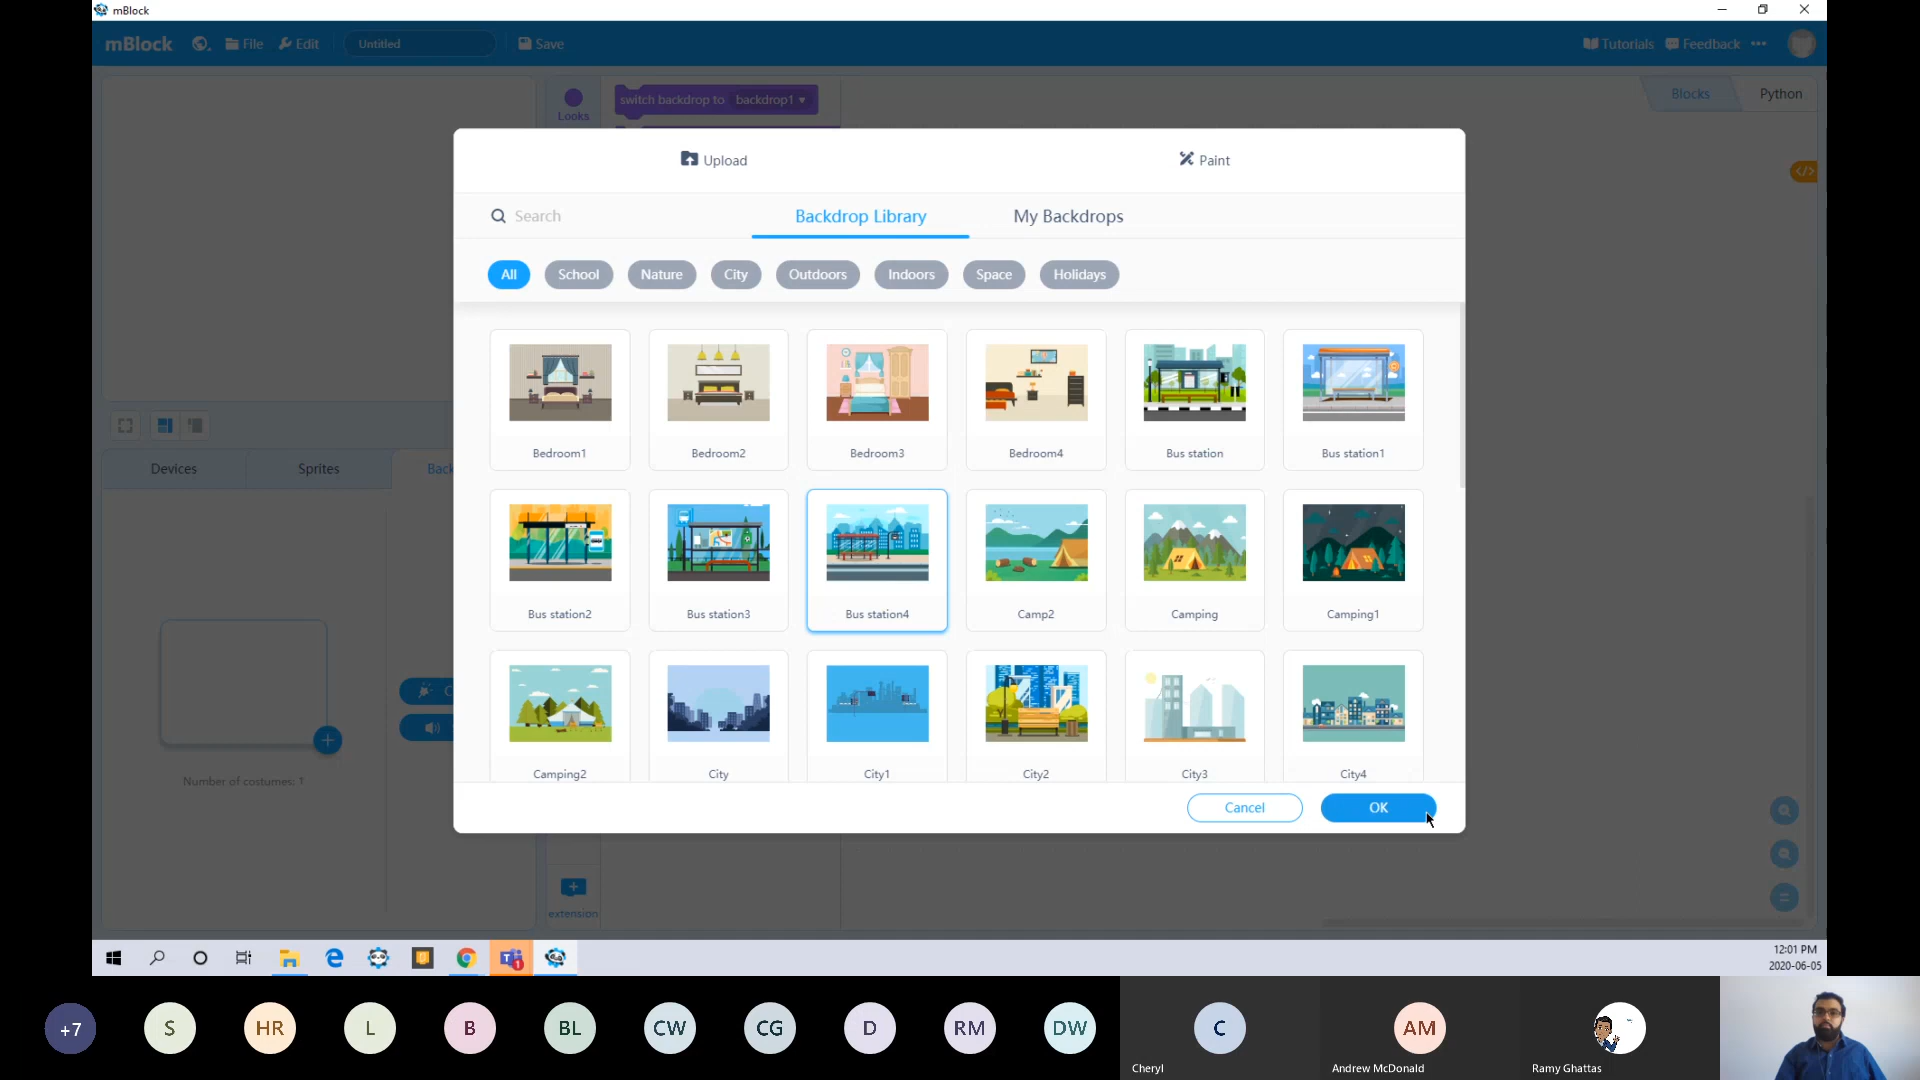 mBlock
mBlock File Edit Untitled Save Tutorials Feedback
Looks
switch backdrop to backdrop1
Blocks Python
Upload Paint
Search Backdrop Library My Backdrops
All School Nature City Outdoors Indoors Space Holidays
Bedroom1 Bedroom2 Bedroom3 Bedroom4 Bus station Bus station1
Devices Sprites Back
Bus station2 Bus station3 Bus station4 Camp2 Camping Camping1
C
Camping2 City City1 City2 City3 City4
Number of costumes: 1
Cancel OK
extension
12:01 PM
2020-06-05
+7 S HR L B BL CW CG D RM DW C AM
Cheryl Andrew McDonald Ramy Ghattas